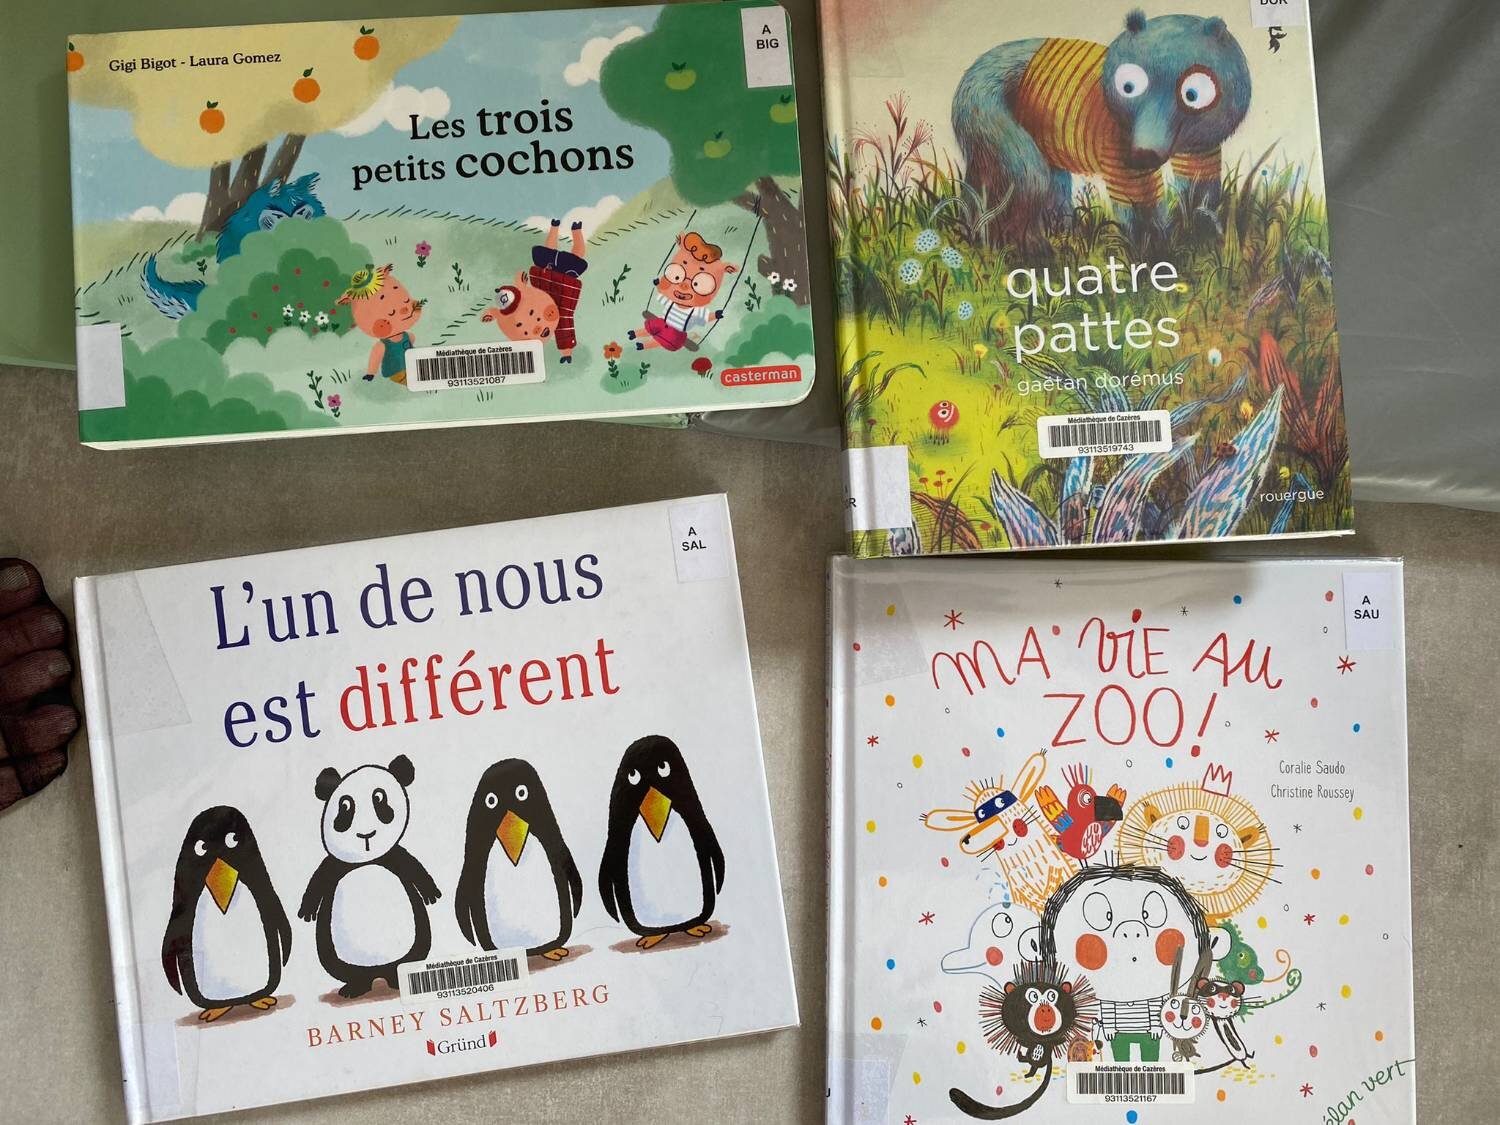 Gigi Bigot - Laura Gomez
A
BIG
Les trois
petits cochons
Médiathèque de Cazères
93113521087
casterman
DOR
quatre
pattes
gaëtan dorémus
Médiathèque de Cazères
93113519743
rouergue
A
SAL
L'un de nous
est différent
Médiathèque de Cazères
93113520406
BARNEY SALTZBERG
Gründ
A
SAU
MA VIE AU
ZOO!
Coralie Saudo
Christine Roussey
Médiathèque de Cazères
93113521167
élan vert